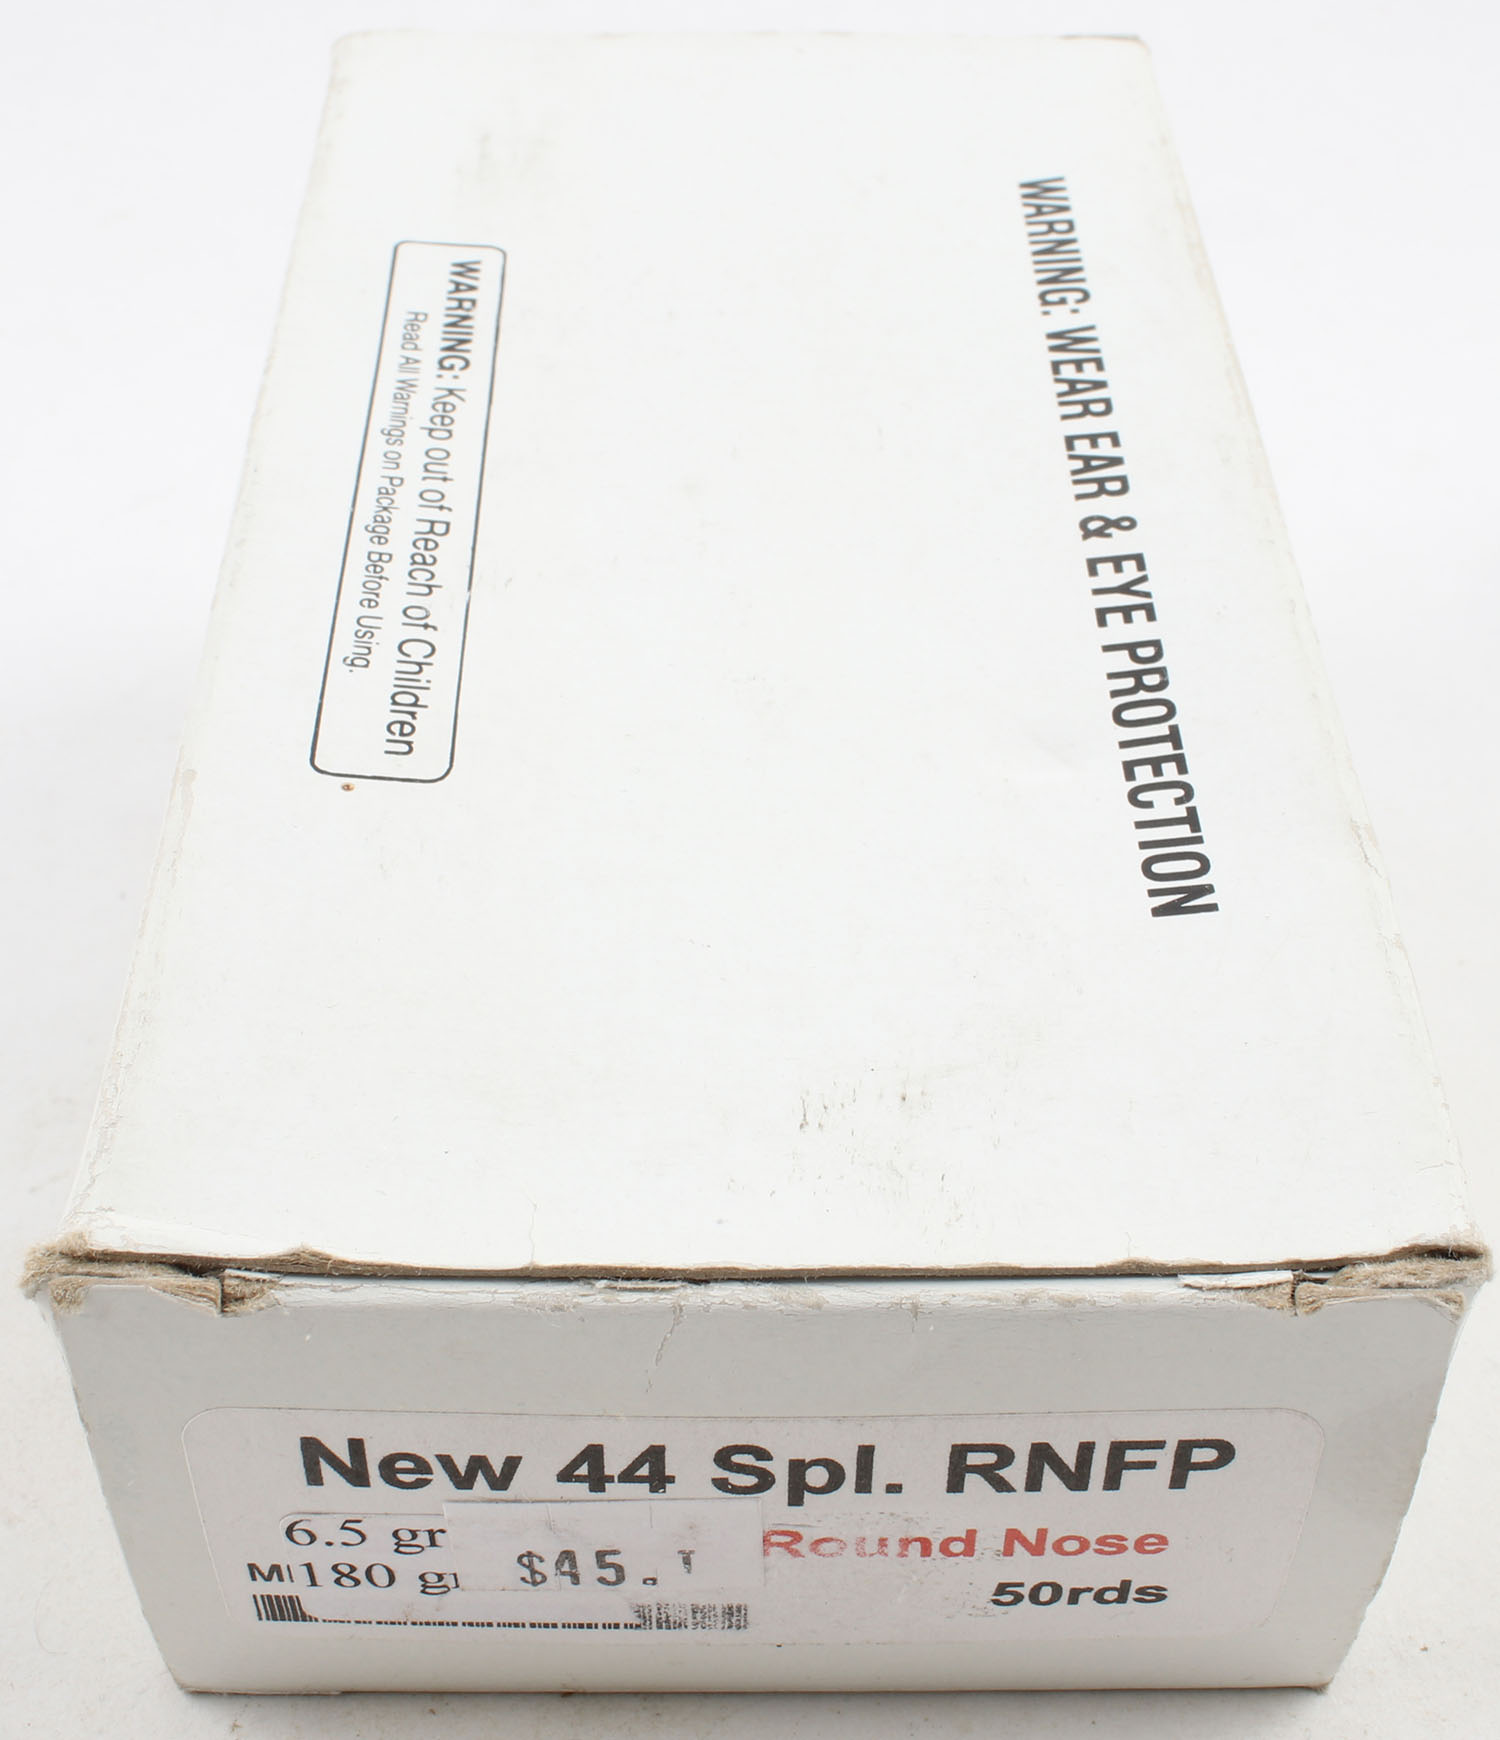 WARNING: WEAR EAR & EYE PROTECTION
WARNING: Keep out of Reach of Children
Read All Warnings on Package Before Using.
New 44 Spl. RNFP
6.5 gr
Round Nose
180
$45.
50rds